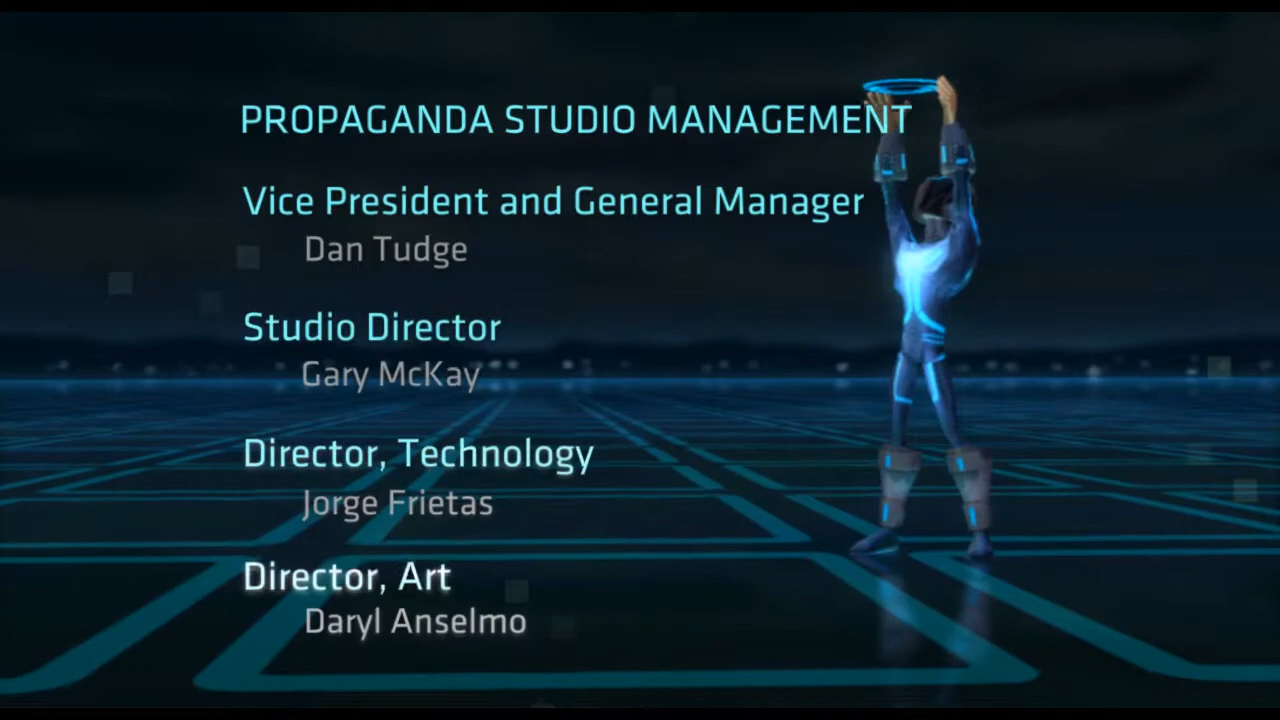 PROPAGANDA STUDIO MANAGEMENT
Vice President and General Manager
Dan Tudge
Studio Director
Gary McKay
Director, Technology
Jorge Frietas
Director, Art
Daryl Anselmo